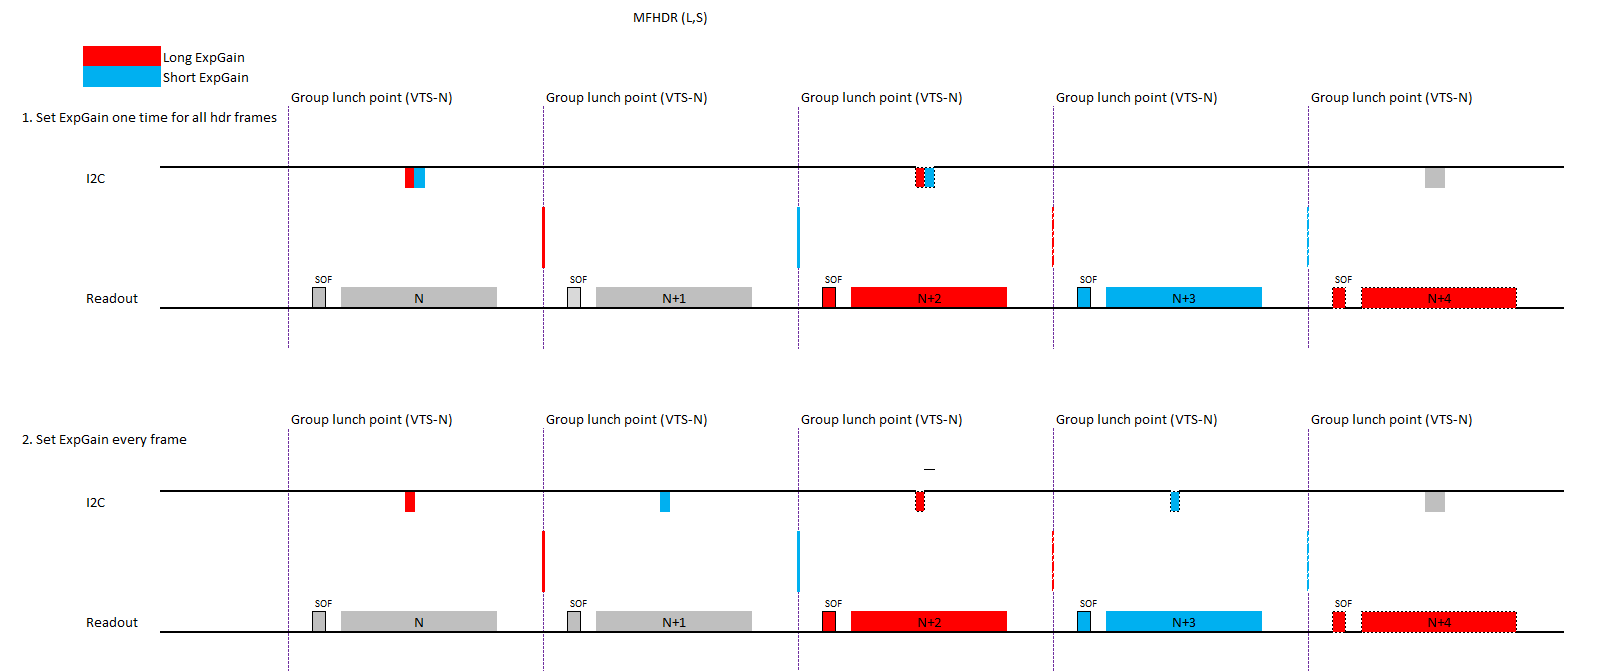 MFHDR (L,S)
Long ExpGain
Short ExpGain
Group lunch point (VTS-N) Group lunch point (VTS-N) Group lunch point (VTS-N) Group lunch point (VTS-N) Group lunch point (VTS-N)
1. Set ExpGain one time for all hdr frames
I2C
SOF SOF SOF SOF SOF
Readout N N+1 N+2 N+3 N+4
Group lunch point (VTS-N) Group lunch point (VTS-N) Group lunch point (VTS-N) Group lunch point (VTS-N) Group lunch point (VTS-N)
2. Set ExpGain every frame
I2C
SOF SOF SOF SOF SOF
Readout N N+1 N+2 N+3 N+4